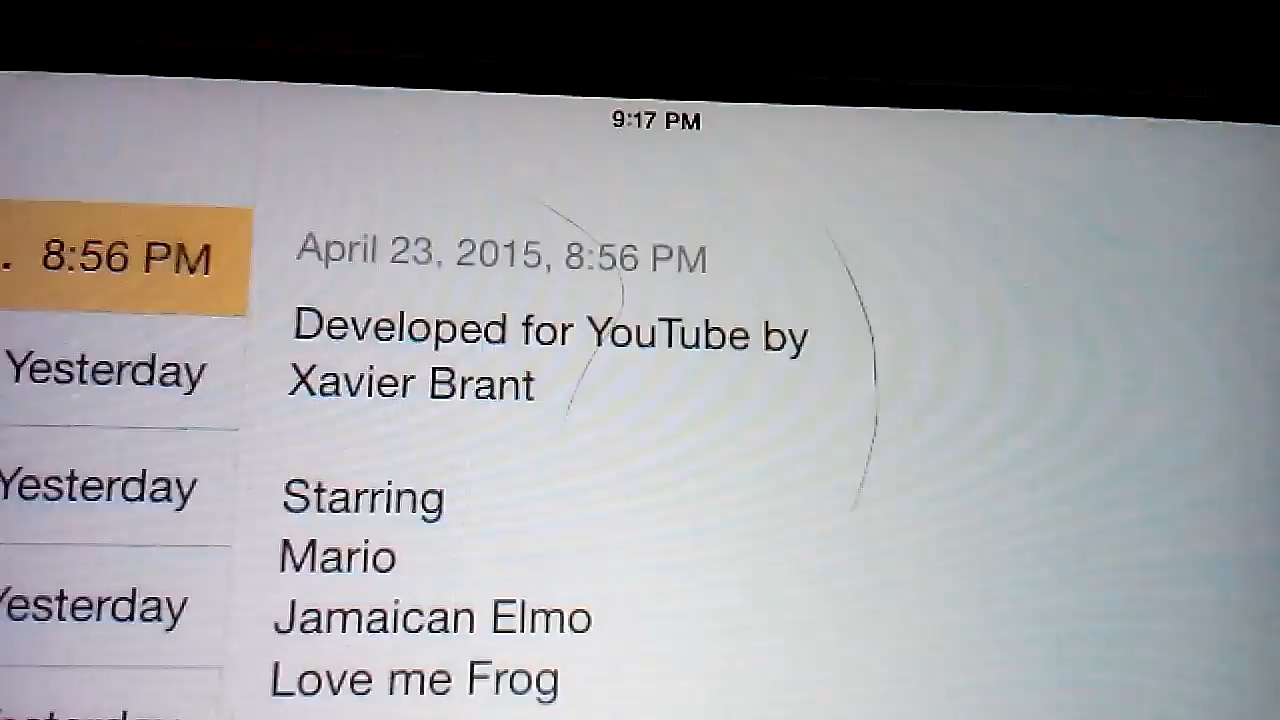 9:17 PM
. 8:56 PM
Yesterday
Yesterday
Yesterday
April 23, 2015, 8:56 PM
Developed for YouTube by
Xavier Brant
Starring
Mario
Jamaican Elmo
Love me Frog